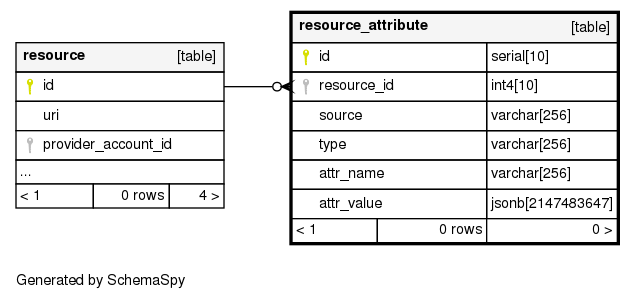 resource [table]
id
uri
provider_account_id
...
< 1 0 rows 4 >
resource_attribute [table]
id serial[10]
resource_id int4[10]
source varchar[256]
type varchar[256]
attr_name varchar[256]
attr_value jsonb[2147483647]
< 1 0 rows 0 >
Generated by SchemaSpy